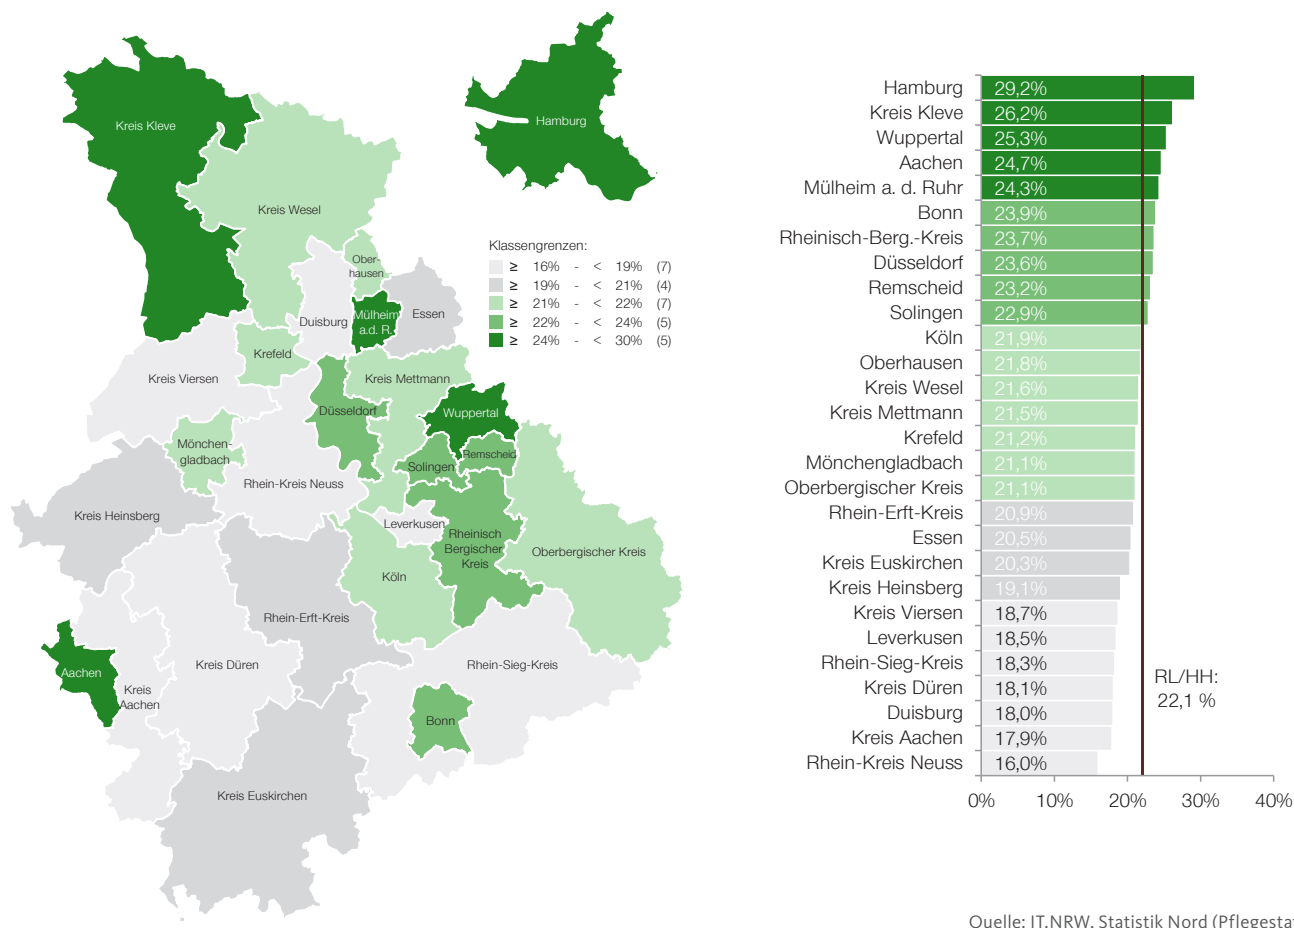 Kreis Kleve
Hamburg
Kreis Wesel
Ober-
hausen
Duisburg
Mülheim
a.d. R.
Essen
Krefeld
Kreis Viersen
Kreis Mettmann
Düsseldorf
Wuppertal
Mönchen-
gladbach
Solingen
Remscheid
Rhein-Kreis Neuss
Kreis Heinsberg
Leverkusen
Rheinisch
Bergischer
Kreis
Oberbergischer Kreis
Köln
Rhein-Erft-Kreis
Kreis Düren
Rhein-Sieg-Kreis
Aachen
Kreis
Aachen
Bonn
Kreis Euskirchen
Klassengrenzen:
≥ 16% - < 19% (7)
≥ 19% - < 21% (4)
≥ 21% - < 22% (7)
≥ 22% - < 24% (5)
≥ 24% - < 30% (5)
Hamburg 29,2%
Kreis Kleve 26,2%
Wuppertal 25,3%
Aachen 24,7%
Mülheim a. d. Ruhr 24,3%
Bonn 23,9%
Rheinisch-Berg.-Kreis 23,7%
Düsseldorf 23,6%
Remscheid 23,2%
Solingen 22,9%
Köln 21,9%
Oberhausen 21,8%
Kreis Wesel 21,6%
Kreis Mettmann 21,5%
Krefeld 21,2%
Mönchengladbach 21,1%
Oberbergischer Kreis 21,1%
Rhein-Erft-Kreis 20,9%
Essen 20,5%
Kreis Euskirchen 20,3%
Kreis Heinsberg 19,1%
Kreis Viersen 18,7%
Leverkusen 18,5%
Rhein-Sieg-Kreis 18,3%
Kreis Düren 18,1%
Duisburg 18,0%
Kreis Aachen 17,9%
Rhein-Kreis Neuss 16,0%
RL/HH:
22,1 %
0% 10% 20% 30% 40%
Quelle: IT.NRW, Statistik Nord (Pflegestat